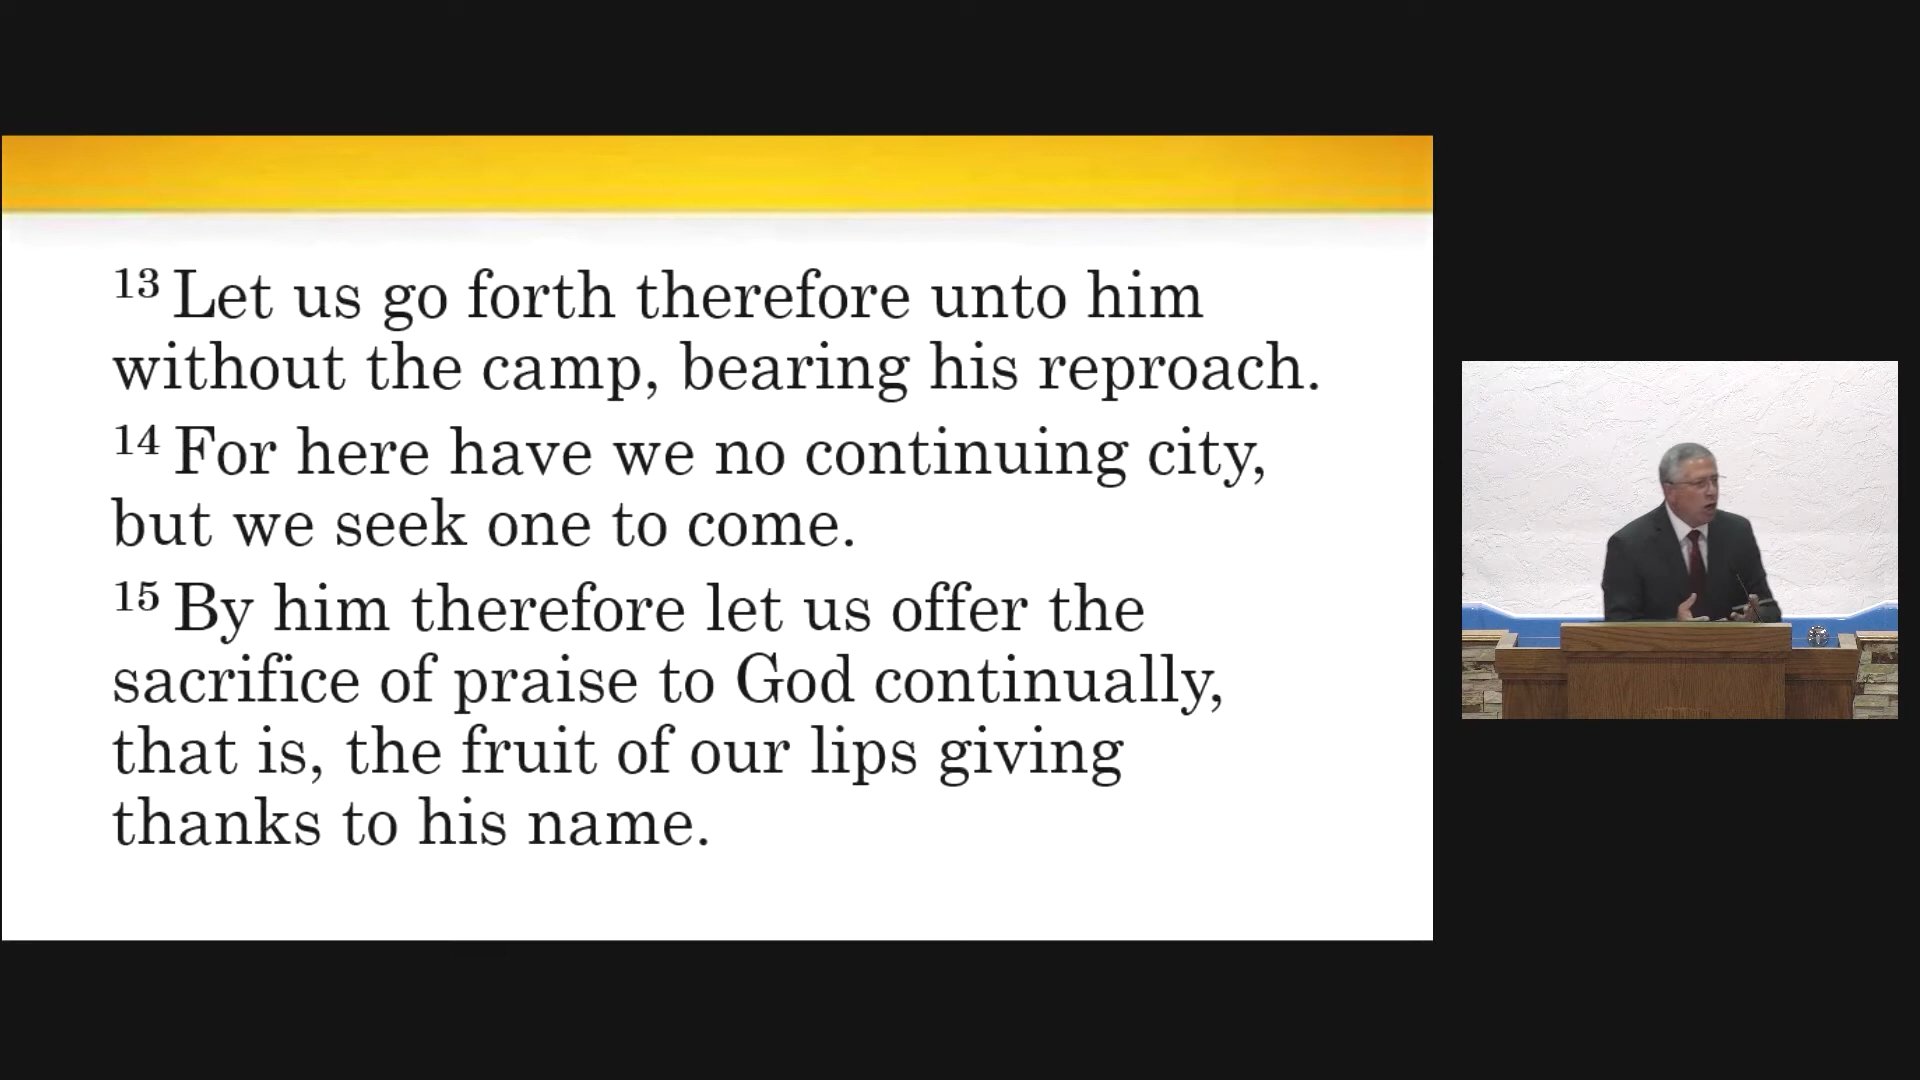 13 Let us go forth therefore unto him
without the camp, bearing his reproach.
14 For here have we no continuing city,
but we seek one to come.
15 By him therefore let us offer the
sacrifice of praise to God continually,
that is, the fruit of our lips giving
thanks to his name.